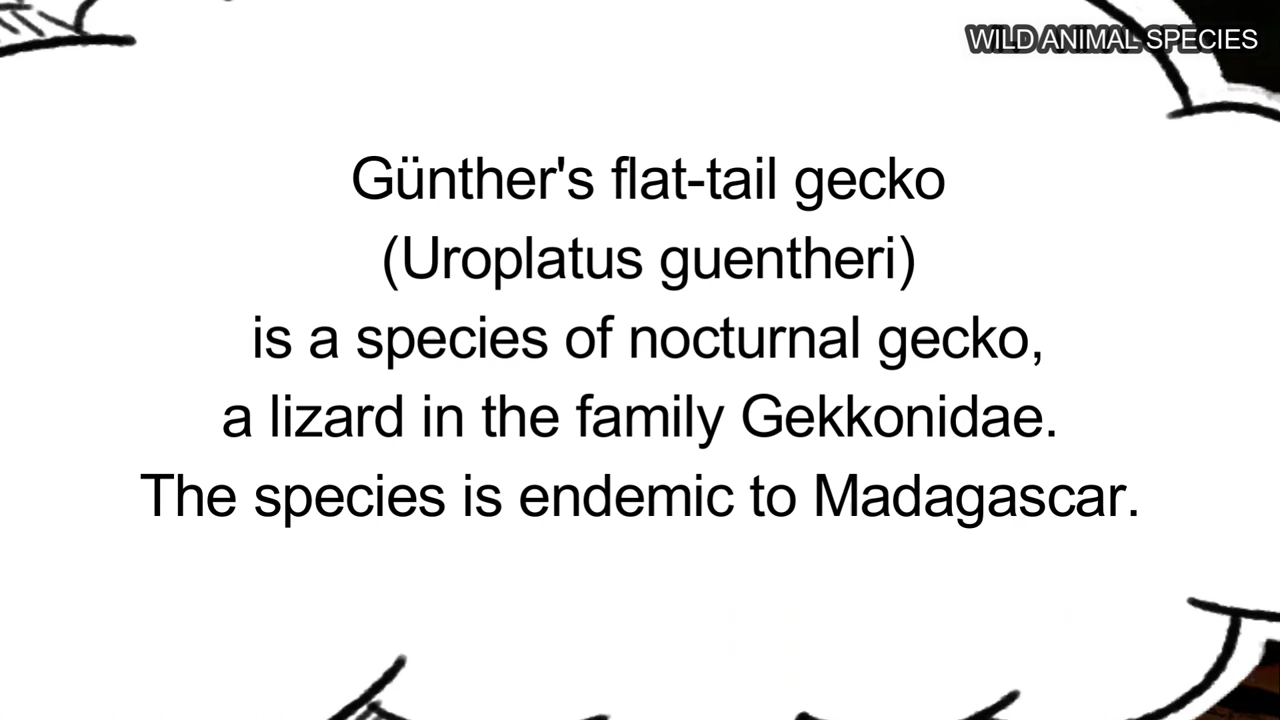 WILD ANIMAL SPECIES
Günther's flat-tail gecko
(Uroplatus guentheri)
is a species of nocturnal gecko,
a lizard in the family Gekkonidae.
The species is endemic to Madagascar.